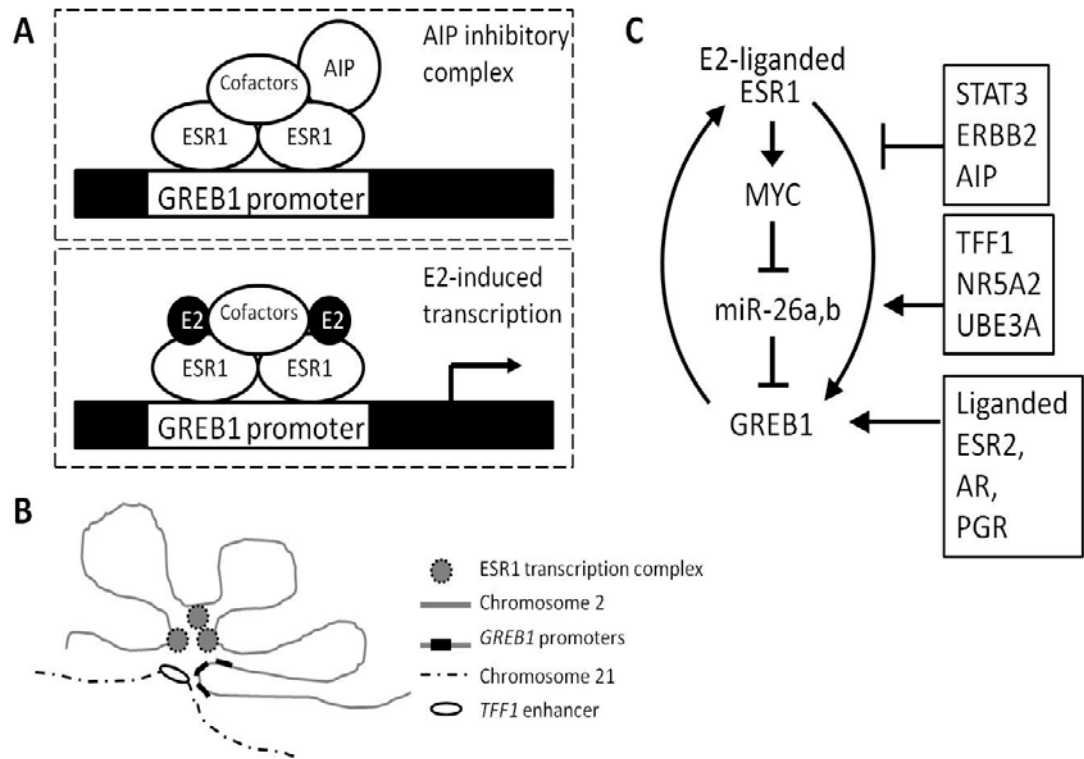 A
AIP inhibitory
complex
AIP
Cofactors
ESR1
ESR1
GREB1 promoter
E2-induced
transcription
E2
Cofactors
E2
ESR1
ESR1
GREB1 promoter
B
ESR1 transcription complex
Chromosome 2
GREB1 promoters
Chromosome 21
TFF1 enhancer
C
E2-liganded
ESR1
MYC
miR-26a,b
GREB1
STAT3
ERBB2
AIP
TFF1
NR5A2
UBE3A
Liganded
ESR2,
AR,
PGR